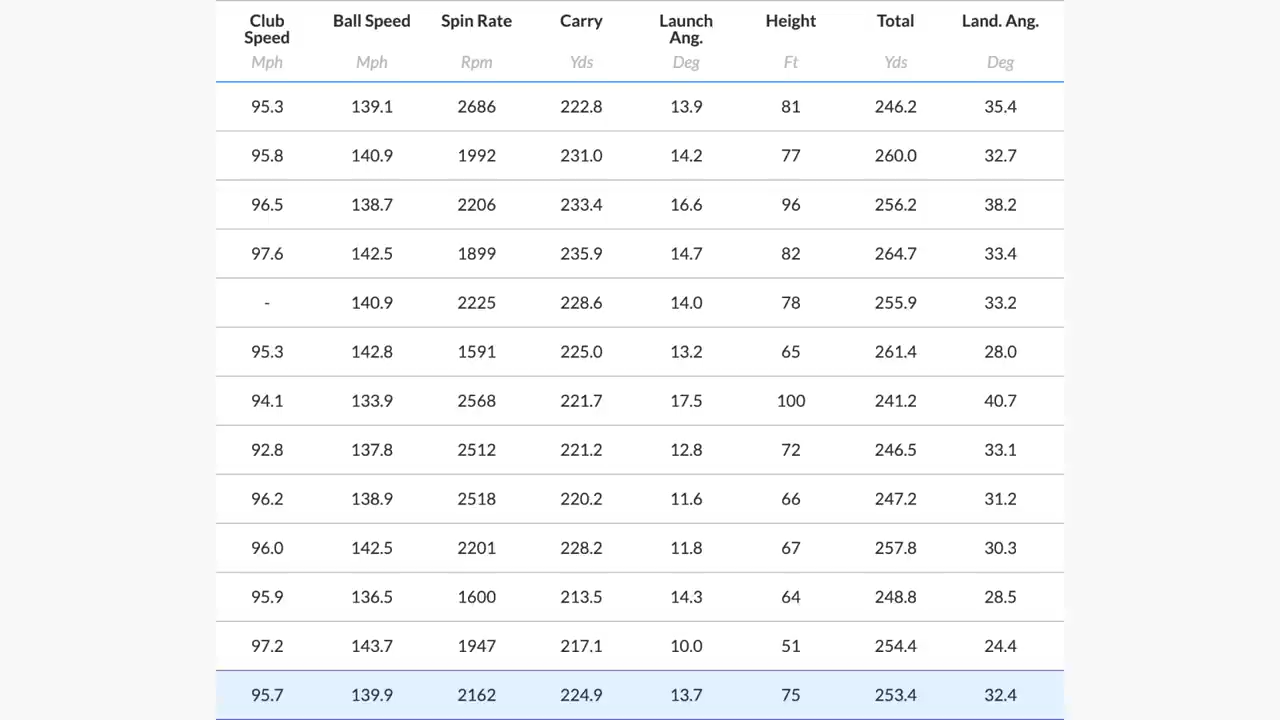 Club Speed Ball Speed Spin Rate Carry Launch Ang. Height Total Land. Ang.
Mph Mph Rpm Yds Deg Ft Yds Deg
95.3 139.1 2686 222.8 13.9 81 246.2 35.4
95.8 140.9 1992 231.0 14.2 77 260.0 32.7
96.5 138.7 2206 233.4 16.6 96 256.2 38.2
97.6 142.5 1899 235.9 14.7 82 264.7 33.4
- 140.9 2225 228.6 14.0 78 255.9 33.2
95.3 142.8 1591 225.0 13.2 65 261.4 28.0
94.1 133.9 2568 221.7 17.5 100 241.2 40.7
92.8 137.8 2512 221.2 12.8 72 246.5 33.1
96.2 138.9 2518 220.2 11.6 66 247.2 31.2
96.0 142.5 2201 228.2 11.8 67 257.8 30.3
95.9 136.5 1600 213.5 14.3 64 248.8 28.5
97.2 143.7 1947 217.1 10.0 51 254.4 24.4
95.7 139.9 2162 224.9 13.7 75 253.4 32.4